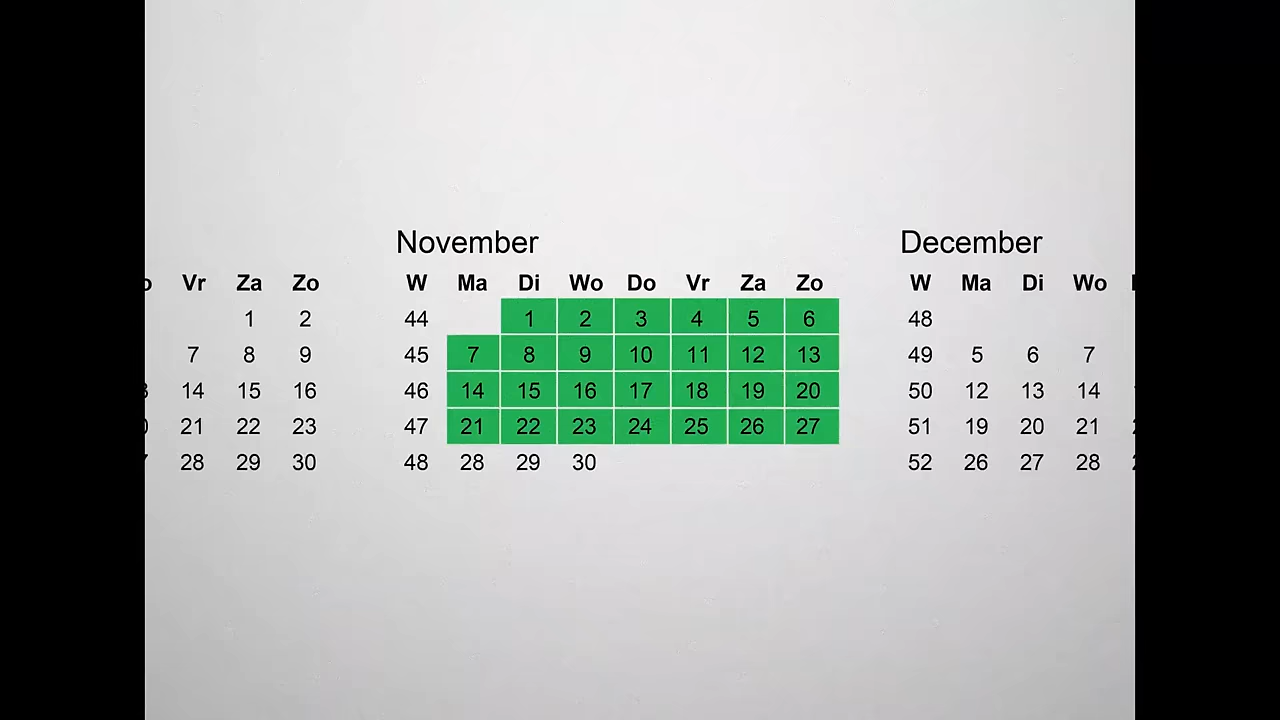 November
December
Vr Za Zo
W Ma Di Wo Do Vr Za Zo
W Ma Di Wo
1 2
44 1 2 3 4 5 6
48
7 8 9
45 7 8 9 10 11 12 13
49 5 6 7
14 15 16
46 14 15 16 17 18 19 20
50 12 13 14
21 22 23
47 21 22 23 24 25 26 27
51 19 20 21
28 29 30
48 28 29 30
52 26 27 28